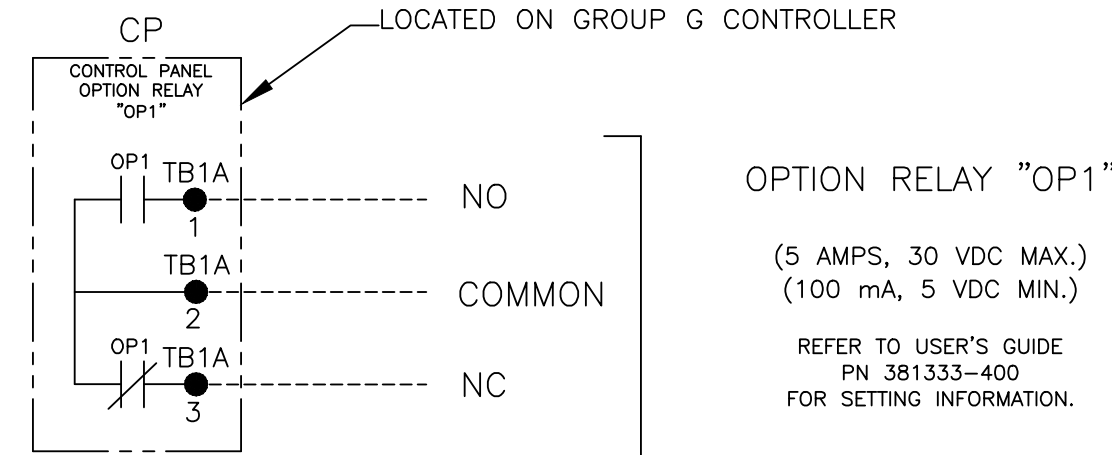 LOCATED ON GROUP G CONTROLLER
CP
CONTROL PANEL
OPTION RELAY
"OP1"
OP1
TB1A
1
NO
TB1A
2
COMMON
OP1
TB1A
3
NC
OPTION RELAY "OP1"
(5 AMPS, 30 VDC MAX.)
(100 mA, 5 VDC MIN.)
REFER TO USER'S GUIDE
PN 381333-400
FOR SETTING INFORMATION.